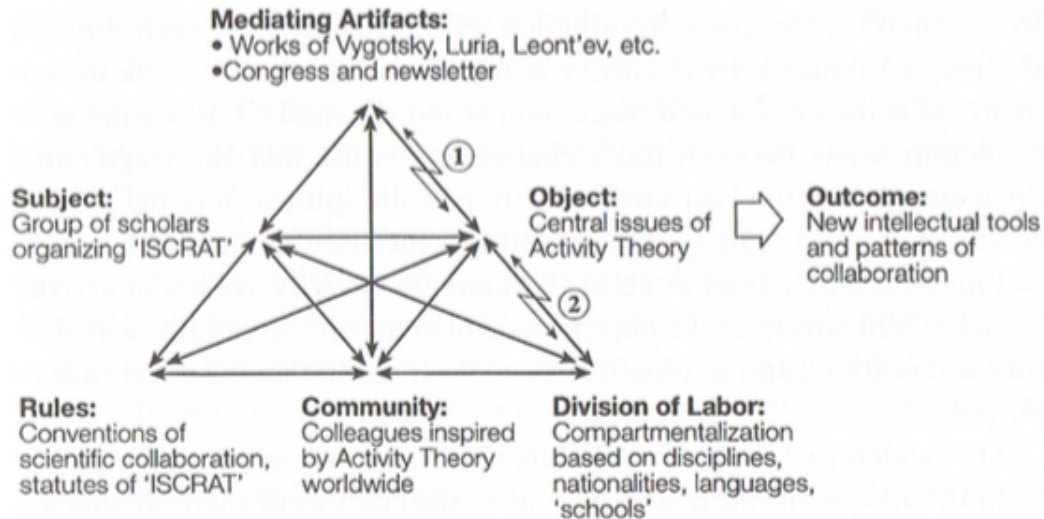 Mediating Artifacts:
• Works of Vygotsky, Luria, Leont'ev, etc.
•Congress and newsletter
①
Subject:
Group of scholars
organizing 'ISCRAT'
Object:
Central issues of
Activity Theory
Outcome:
New intellectual tools
and patterns of
collaboration
②
Rules:
Conventions of
scientific collaboration,
statutes of 'ISCRAT'
Community:
Colleagues inspired
by Activity Theory
worldwide
Division of Labor:
Compartmentalization
based on disciplines,
nationalities, languages,
'schools'